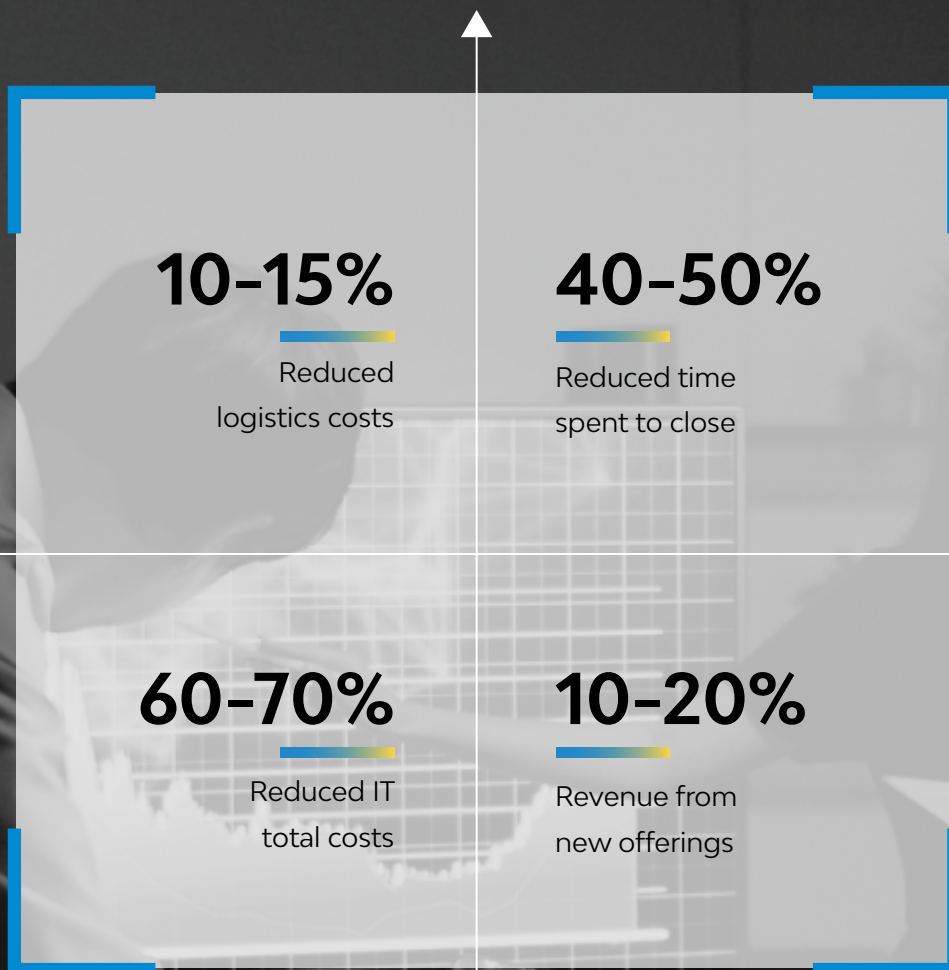 10–15%
Reduced
logistics costs
40–50%
Reduced time
spent to close
60–70%
Reduced IT
total costs
10–20%
Revenue from
new offerings